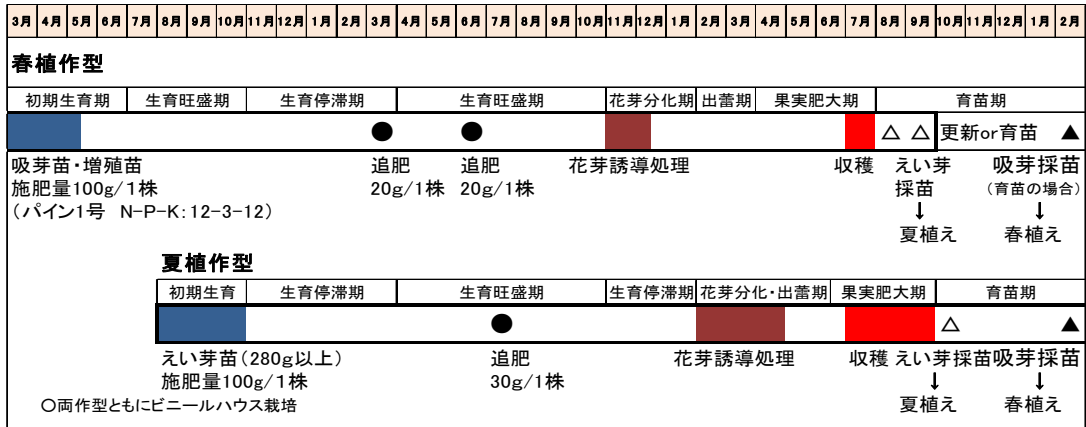 3月 4月 5月 6月 7月 8月 9月 10月 11月 12月 1月 2月 3月 4月 5月 6月 7月 8月 9月 10月 11月 12月 1月 2月 3月 4月 5月 6月 7月 8月 9月 10月 11月 12月 1月 2月
春植作型
初期生育期 生育旺盛期 生育停滞期 生育旺盛期 花芽分化期 出蕾期 果実肥大期 育苗期
● ● △ △ 更新or育苗 ▲
吸芽苗・増殖苗 追肥 追肥 花芽誘導処理 収穫 えい芽 吸芽採苗
施肥量100g/1株 20g/1株 20g/1株 採苗 (育苗の場合)
(パイン1号 N-P-K:12-3-12) ↓ ↓
夏植え 春植え
夏植作型
初期生育 生育停滞期 生育旺盛期 生育停滞期 花芽分化・出蕾期 果実肥大期 育苗期
● △ ▲
えい芽苗(280g以上) 追肥 花芽誘導処理 収穫 えい芽採苗 吸芽採苗
施肥量100g/1株 30g/1株 ↓ ↓
○両作型ともにビニールハウス栽培 夏植え 春植え